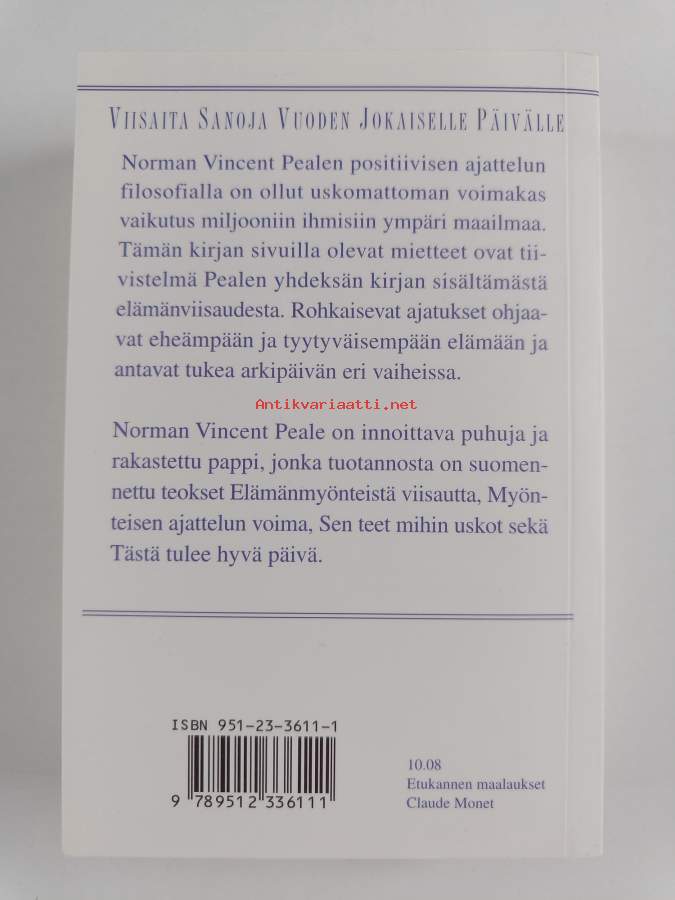 VIISAITA SANOJA VUODEN JOKAISELLE PÄIVÄLLE
Norman Vincent Pealen positiivisen ajattelun
filosofialla on ollut uskomattoman voimakas
vaikutus miljooniin ihmisiin ympäri maailmaa.
Tämän kirjan sivuilla olevat mietteet ovat tii-
vistelmä Pealen yhdeksän kirjan sisältämästä
elämänviisaudesta. Rohkaisevat ajatukset ohjaa-
vat eheämpään ja tyytyväisempään elämään ja
antavat tukea arkipäivän eri vaiheissa.
Antikvariaatti.net
Norman Vincent Peale on innoittava puhuja ja
rakastettu pappi, jonka tuotannosta on suomen-
nettu teokset Elämänmyönteistä viisautta, Myön-
teisen ajattelun voima, Sen teet mihin uskot sekä
Tästä tulee hyvä päivä.
ISBN 951-23-3611-1
9 789512 336111
10.08
Etukannen maalaukset
Claude Monet